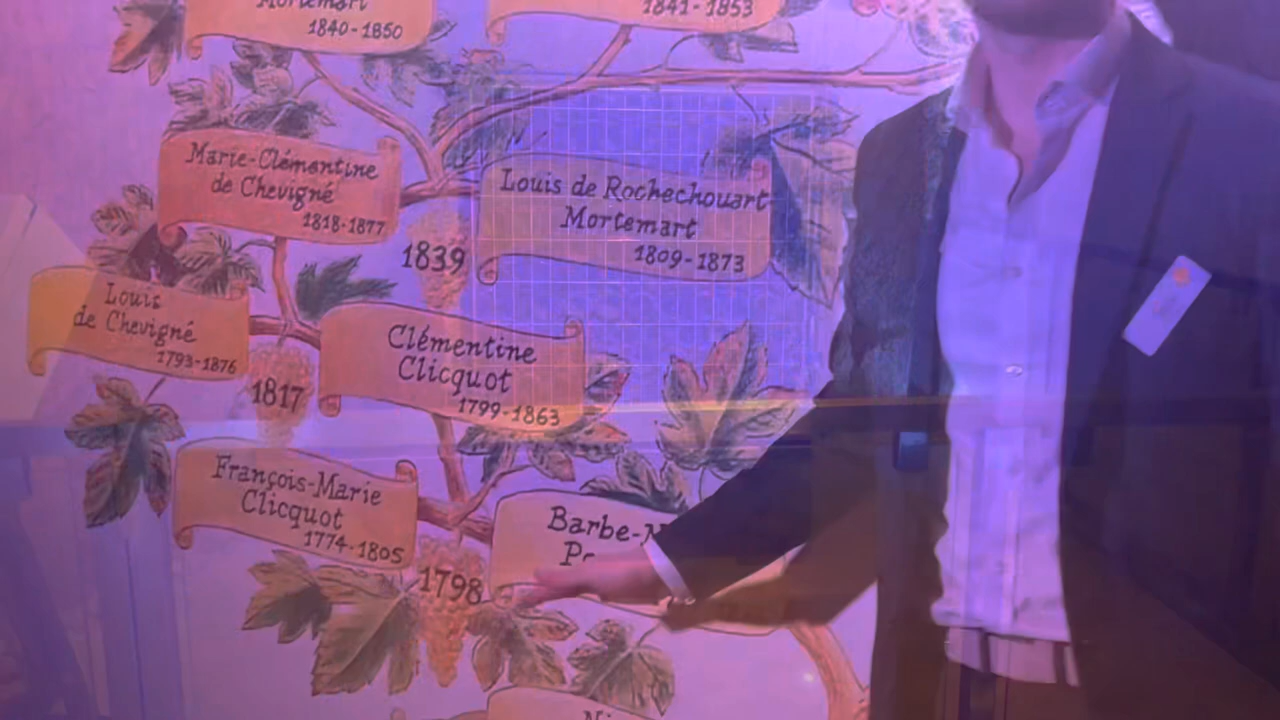 Mortemart
1840-1850
1841-1853
Marie-Clémentine
de Chevigné
1818-1877
Louis de Rochechouart
Mortemart
1809-1873
1839
Louis
de Chevigné
1793-1876
Clémentine
Clicquot
1799-1863
1817
François-Marie
Clicquot
1774-1805
Barbe-
1798